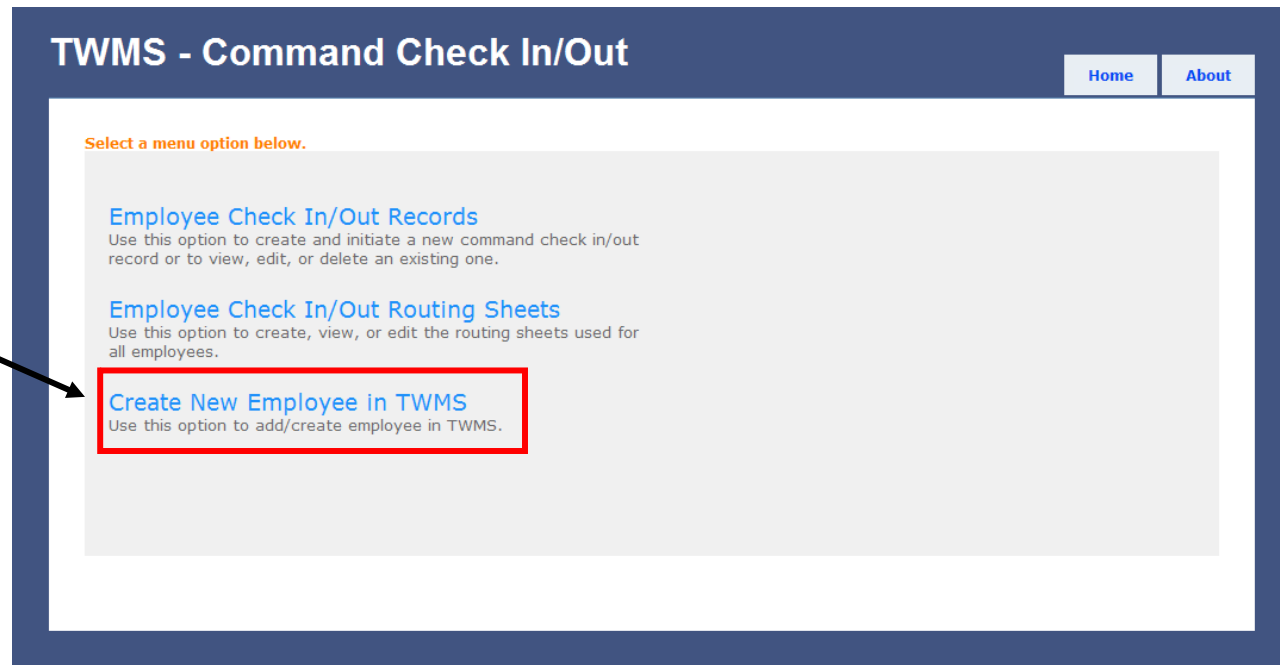 TWMS - Command Check In/Out
Home About
Select a menu option below.
Employee Check In/Out Records
Use this option to create and initiate a new command check in/out
record or to view, edit, or delete an existing one.
Employee Check In/Out Routing Sheets
Use this option to create, view, or edit the routing sheets used for
all employees.
Create New Employee in TWMS
Use this option to add/create employee in TWMS.